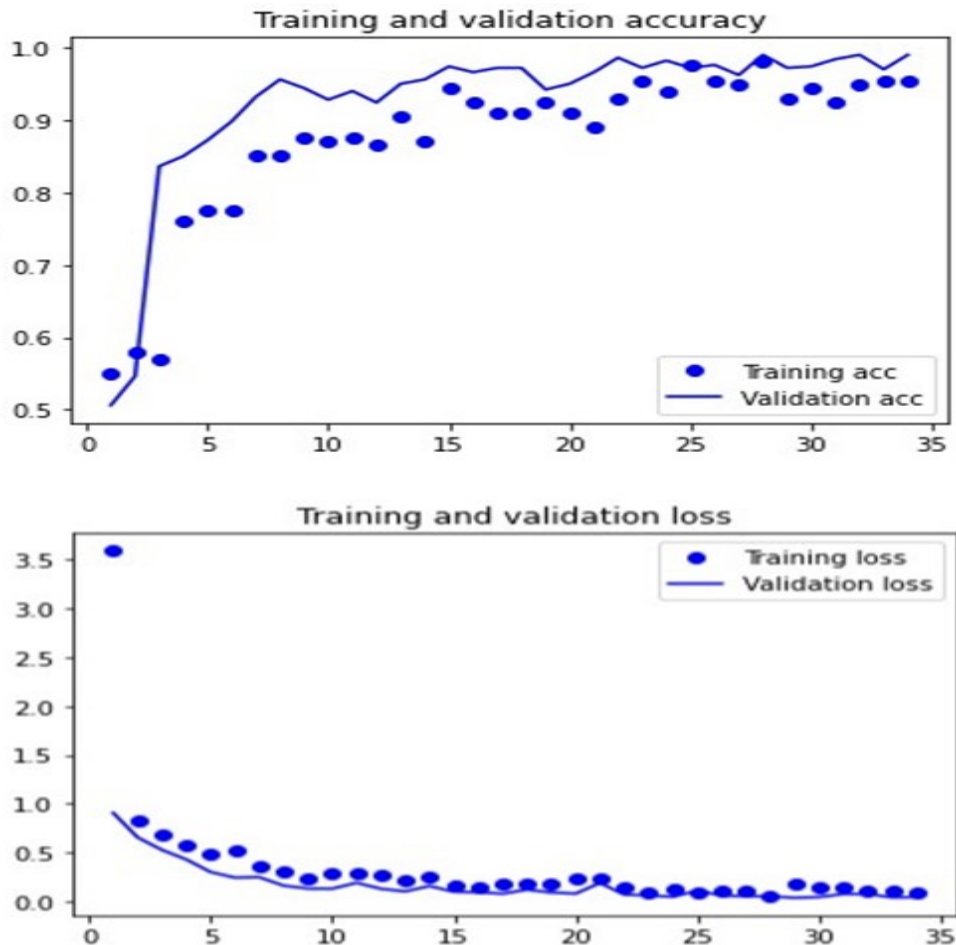 Training and validation accuracy
1.0
0.9
0.8
0.7
0.6
0.5
Training acc
Validation acc
0 5 10 15 20 25 30 35
Training and validation loss
3.5
3.0
2.5
2.0
1.5
1.0
0.5
0.0
Training loss
Validation loss
0 5 10 15 20 25 30 35